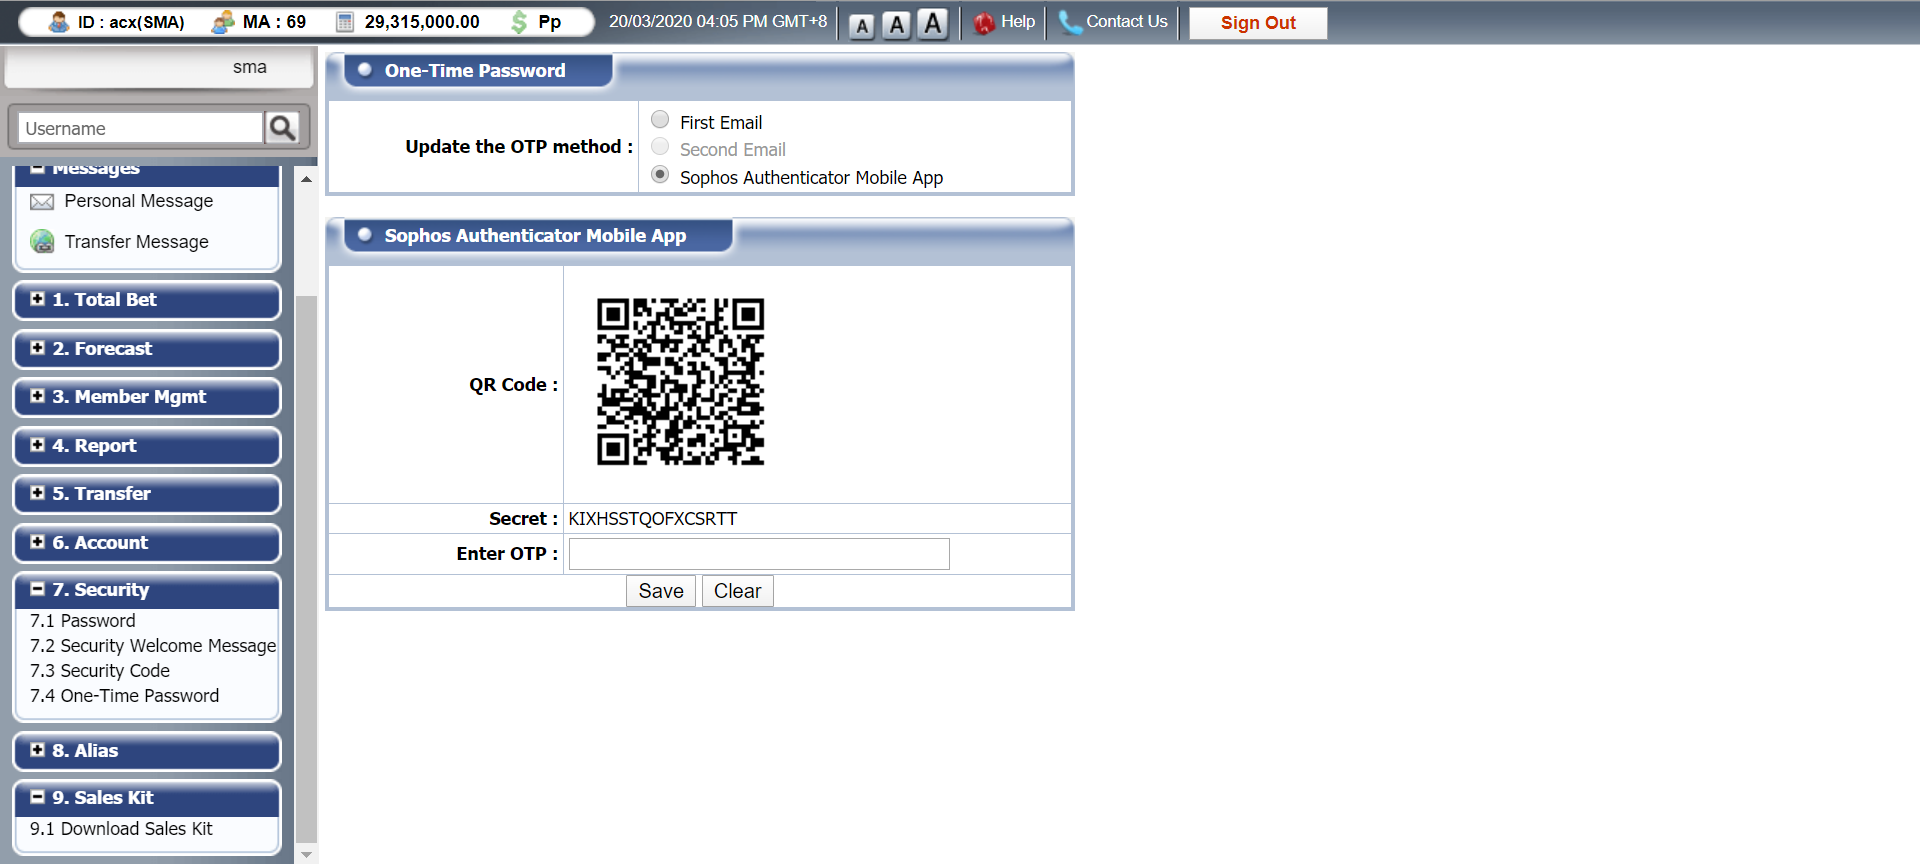 ID : acx(SMA) MA : 69 29,315,000.00 Pp 20/03/2020 04:05 PM GMT+8 A A A Help Contact Us Sign Out
sma
Username
Messages
Personal Message
Transfer Message
1. Total Bet
2. Forecast
3. Member Mgmt
4. Report
5. Transfer
6. Account
7. Security
7.1 Password
7.2 Security Welcome Message
7.3 Security Code
7.4 One-Time Password
8. Alias
9. Sales Kit
9.1 Download Sales Kit
One-Time Password
Update the OTP method :
First Email
Second Email
Sophos Authenticator Mobile App
Sophos Authenticator Mobile App
QR Code :
Secret : KIXHSSTQOFXCSRTT
Enter OTP :
Save Clear